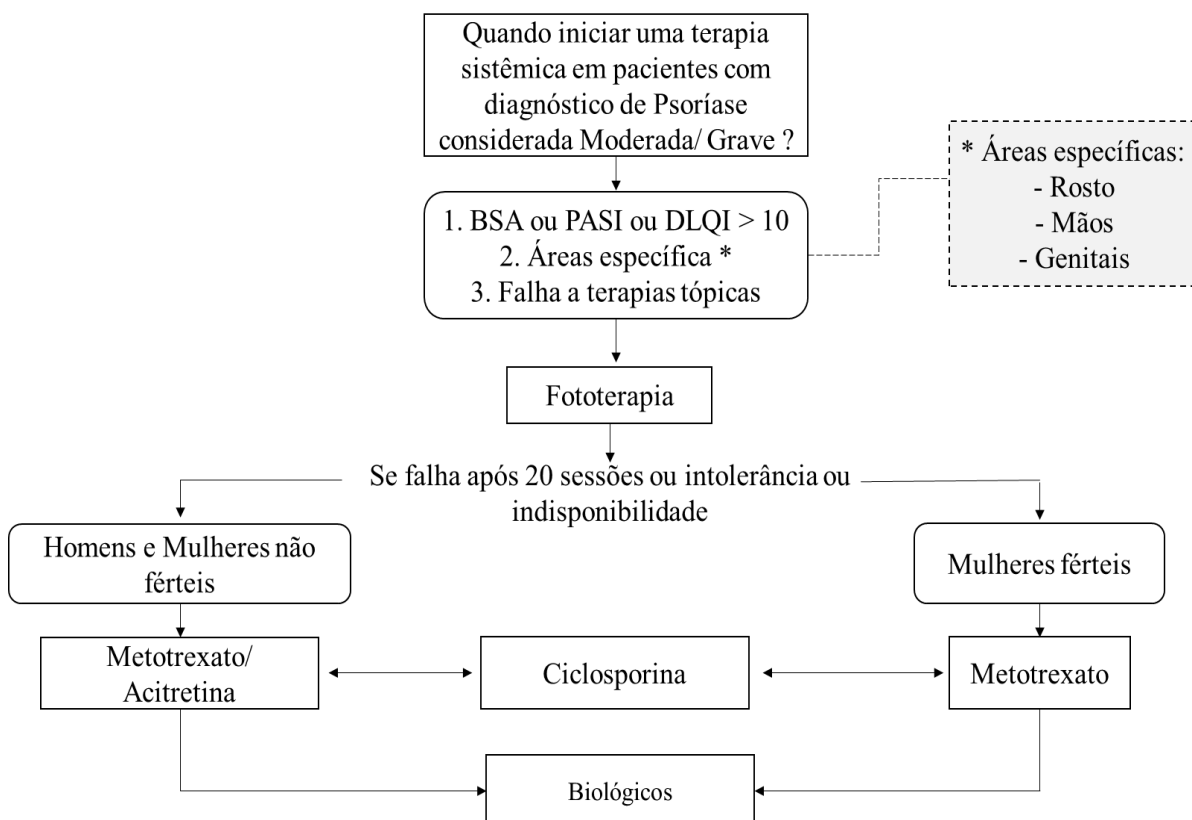 Quando iniciar uma terapia
sistêmica em pacientes com
diagnóstico de Psoríase
considerada Moderada/ Grave ?
* Áreas específicas:
- Rosto
- Mãos
- Genitais
1. BSA ou PASI ou DLQI > 10
2. Áreas específica *
3. Falha a terapias tópicas
Fototerapia
Se falha após 20 sessões ou intolerância ou
indisponibilidade
Homens e Mulheres não
férteis
Mulheres férteis
Metotrexato/
Acitretina
Ciclosporina
Metotrexato
Biológicos